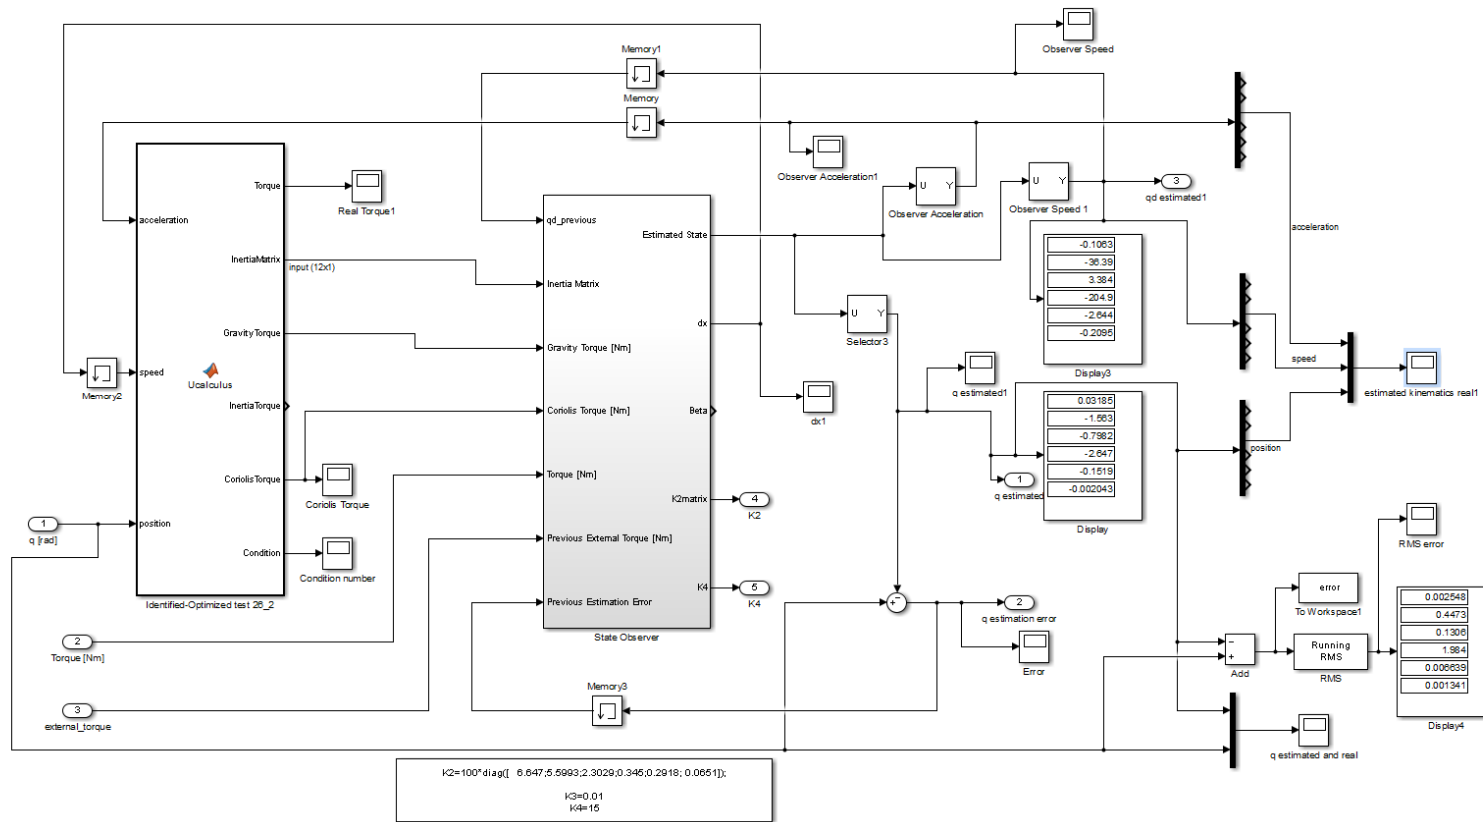 Memory1
Memory
Observer Speed
Torque
Real Torque1
acceleration
InertiaMatrix
input (12x1)
GravityTorque
speed
Ucalculus
Memory2
InertiaTorque
CoriolisTorque
Coriolis Torque
position
Condition
Condition number
Identified-Optimized test 26_2
1
q [rad]
2
Torque [Nm]
3
external_torque
qd_previous
Estimated State
Inertia Matrix
dx
Gravity Torque [Nm]
Coriolis Torque [Nm]
Beta
Torque [Nm]
K2matrix
Previous External Torque [Nm]
K4
Previous Estimation Error
State Observer
4
K2
5
K4
Memory3
Observer Acceleration1
U Y
Observer Acceleration
U Y
Observer Speed 1
3
qd estimated1
U Y
Selector3
dx1
-0.1063
-36.39
3.384
-204.9
-2.644
-0.2095
Display3
q estimated1
0.03185
-1.563
-0.7982
-2.647
-0.1519
-0.002043
Display
1
q estimated
acceleration
speed
position
estimated kinematics real1
+
−
2
q estimation error
Error
RMS error
error
To Workspace1
−
+
Add
Running
RMS
RMS
0.002548
0.4473
0.1306
1.984
0.006639
0.001341
Display4
q estimated and real
K2=100*diag([ 6.647;5.5993;2.3029;0.345;0.2918; 0.0651]);
K3=0.01
K4=15